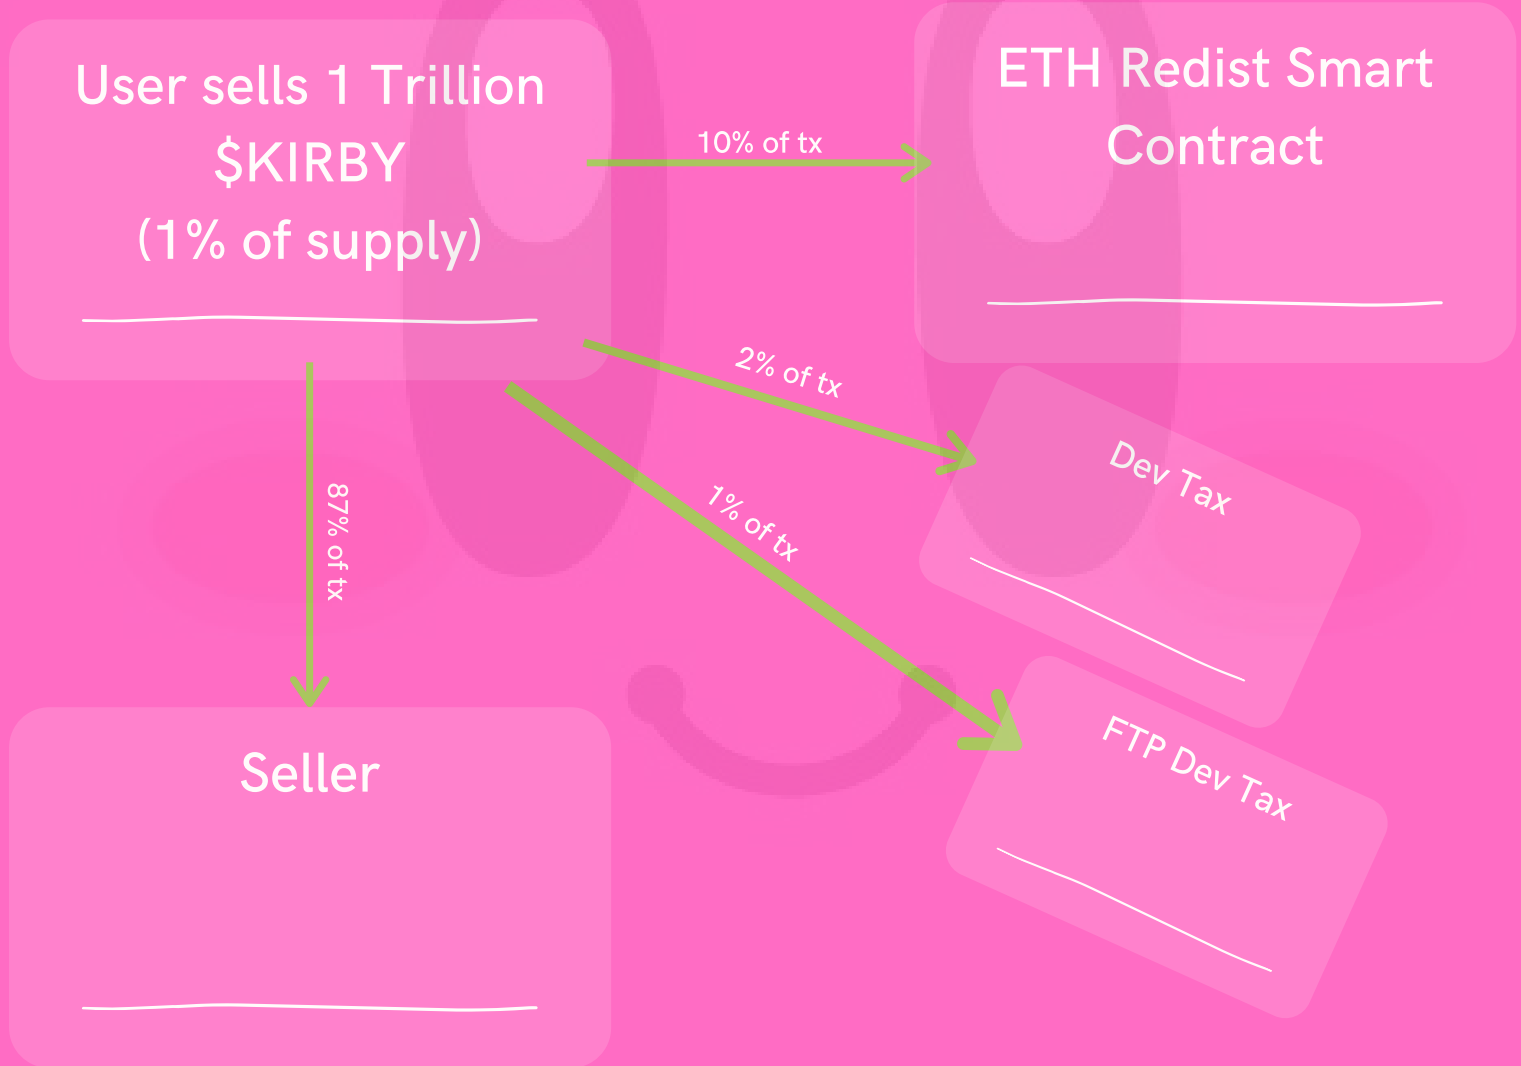 User sells 1 Trillion
$KIRBY
(1% of supply)
10% of tx
ETH Redist Smart
Contract
2% of tx
Dev Tax
1% of tx
FTP Dev Tax
87% of tx
Seller